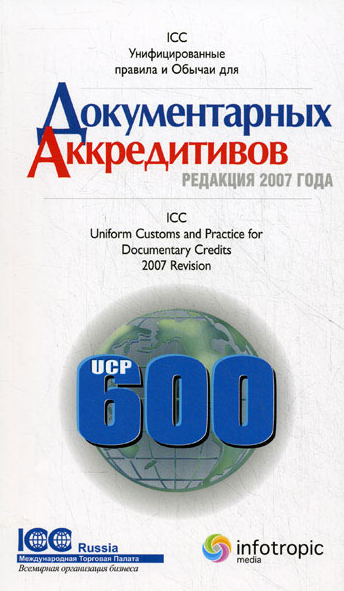 ICC
Унифицированные
правила и Обычаи для
Документарных
Аккредитивов
РЕДАКЦИЯ 2007 ГОДА
ICC
Uniform Customs and Practice for
Documentary Credits
2007 Revision
UCP
600
ICC Russia
Международная Торговая Палата
Всемирная организация бизнеса
infotropic
media